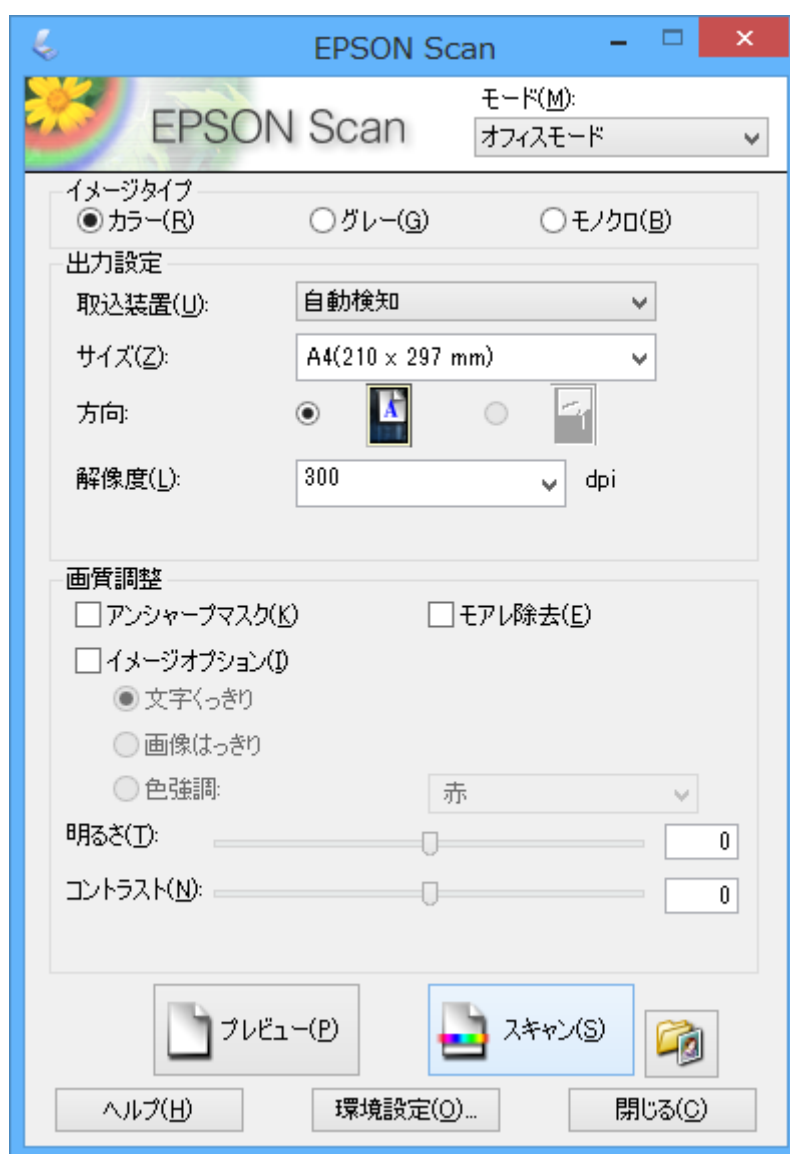 EPSON Scan
EPSON Scan
モード(M):
オフィスモード
イメージタイプ
カラー(R) グレー(G) モノクロ(B)
出力設定
取込装置(U): 自動検知
サイズ(Z): A4(210 x 297 mm)
方向: A
解像度(L): 300 dpi
画質調整
アンシャープマスク(K) モアレ除去(E)
イメージオプション(I)
文字くっきり
画像はっきり
色強調: 赤
明るさ(T): 0
コントラスト(N): 0
プレビュー(P) スキャン(S)
ヘルプ(H) 環境設定(O)... 閉じる(C)